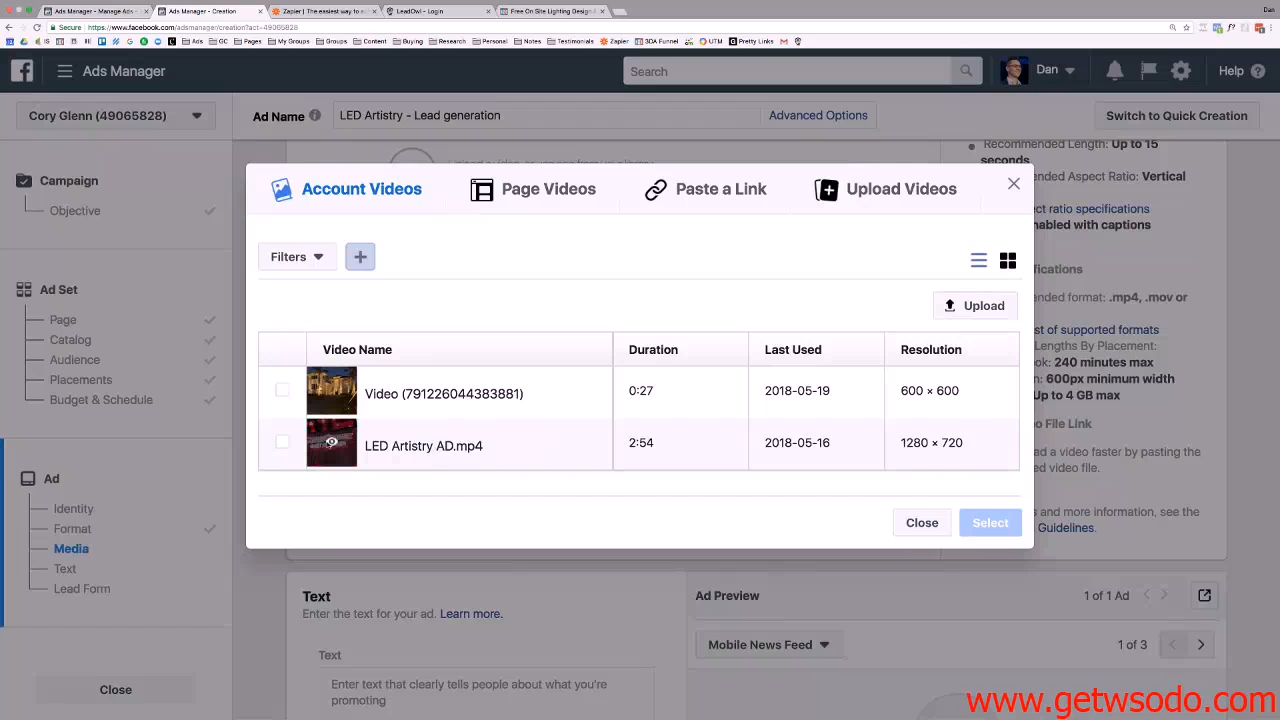 Ads Manager - Manage Ads -
Ads Manager - Creation
Zapier | The easiest way to
LeadOwl - Login
Free On Site Lighting Design
Dan
Secure
https://www.facebook.com/adsmanager/creation?act=49065828
Ads
GC
Pages
My Groups
Groups
Content
Buying
Research
Personal
Notes
Testimonials
Zapier
3DA Funnel
UTM
Pretty Links
Ads Manager
Search
Dan
Help
Cory Glenn (49065828)
Ad Name
LED Artistry - Lead generation
Advanced Options
Switch to Quick Creation
Campaign
Objective
Ad Set
Page
Catalog
Audience
Placements
Budget & Schedule
Ad
Identity
Format
Media
Text
Lead Form
Close
Recommended Length: Up to 15
seconds
ended Aspect Ratio: Vertical
ct ratio specifications
nabled with captions
ifications
ended format: .mp4, .mov or
st of supported formats
Lengths By Placement:
ok: 240 minutes max
n: 600px minimum width
Up to 4 GB max
o File Link
ad a video faster by pasting the
ed video file.
s and more information, see the
Guidelines.
Account Videos
Page Videos
Paste a Link
Upload Videos
Filters
Upload
Video Name
Duration
Last Used
Resolution
Video (791226044383881)
0:27
2018-05-19
600 × 600
LED Artistry AD.mp4
2:54
2018-05-16
1280 × 720
Close
Select
Text
Enter the text for your ad. Learn more.
Text
Enter text that clearly tells people about what you're
promoting
Ad Preview
1 of 1 Ad
Mobile News Feed
1 of 3
www.getwsodo.com